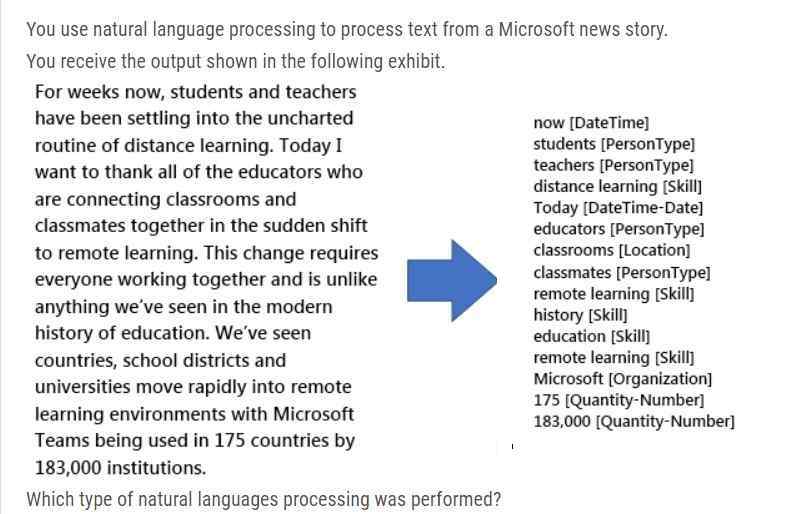 You use natural language processing to process text from a Microsoft news story.
You receive the output shown in the following exhibit.
For weeks now, students and teachers
have been settling into the uncharted
routine of distance learning. Today I
want to thank all of the educators who
are connecting classrooms and
classmates together in the sudden shift
to remote learning. This change requires
everyone working together and is unlike
anything we've seen in the modern
history of education. We've seen
countries, school districts and
universities move rapidly into remote
learning environments with Microsoft
Teams being used in 175 countries by
183,000 institutions.
now [DateTime]
students [PersonType]
teachers [PersonType]
distance learning [Skill]
Today [DateTime-Date]
educators [PersonType]
classrooms [Location]
classmates [PersonType]
remote learning [Skill]
history [Skill]
education [Skill]
remote learning [Skill]
Microsoft [Organization]
175 [Quantity-Number]
183,000 [Quantity-Number]
Which type of natural languages processing was performed?